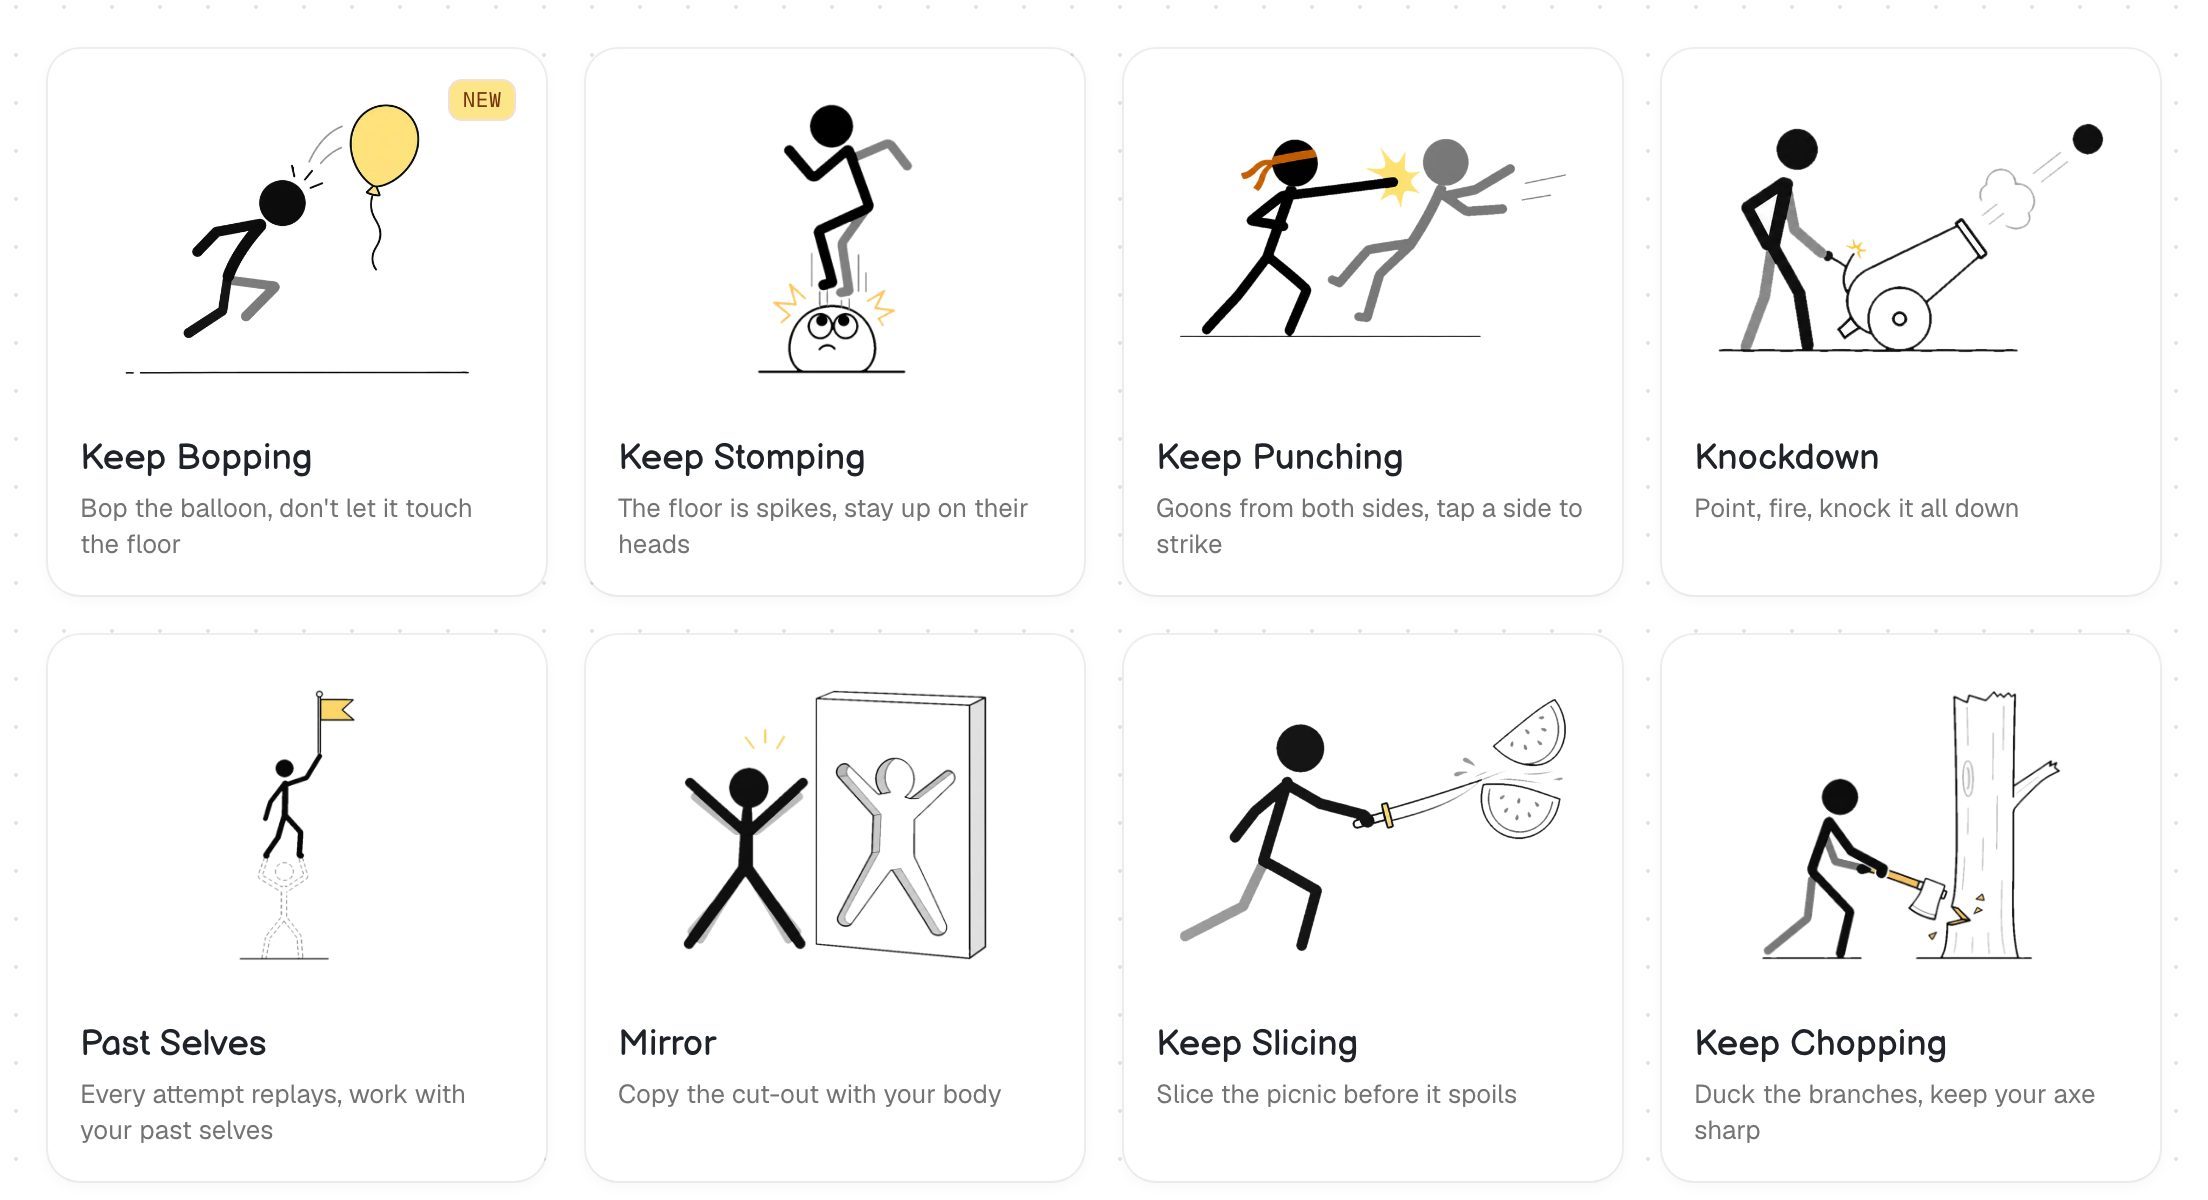 NEW
Keep Bopping
Bop the balloon, don't let it touch
the floor
Keep Stomping
The floor is spikes, stay up on their
heads
Keep Punching
Goons from both sides, tap a side to
strike
Knockdown
Point, fire, knock it all down
Past Selves
Every attempt replays, work with
your past selves
Mirror
Copy the cut-out with your body
Keep Slicing
Slice the picnic before it spoils
Keep Chopping
Duck the branches, keep your axe
sharp